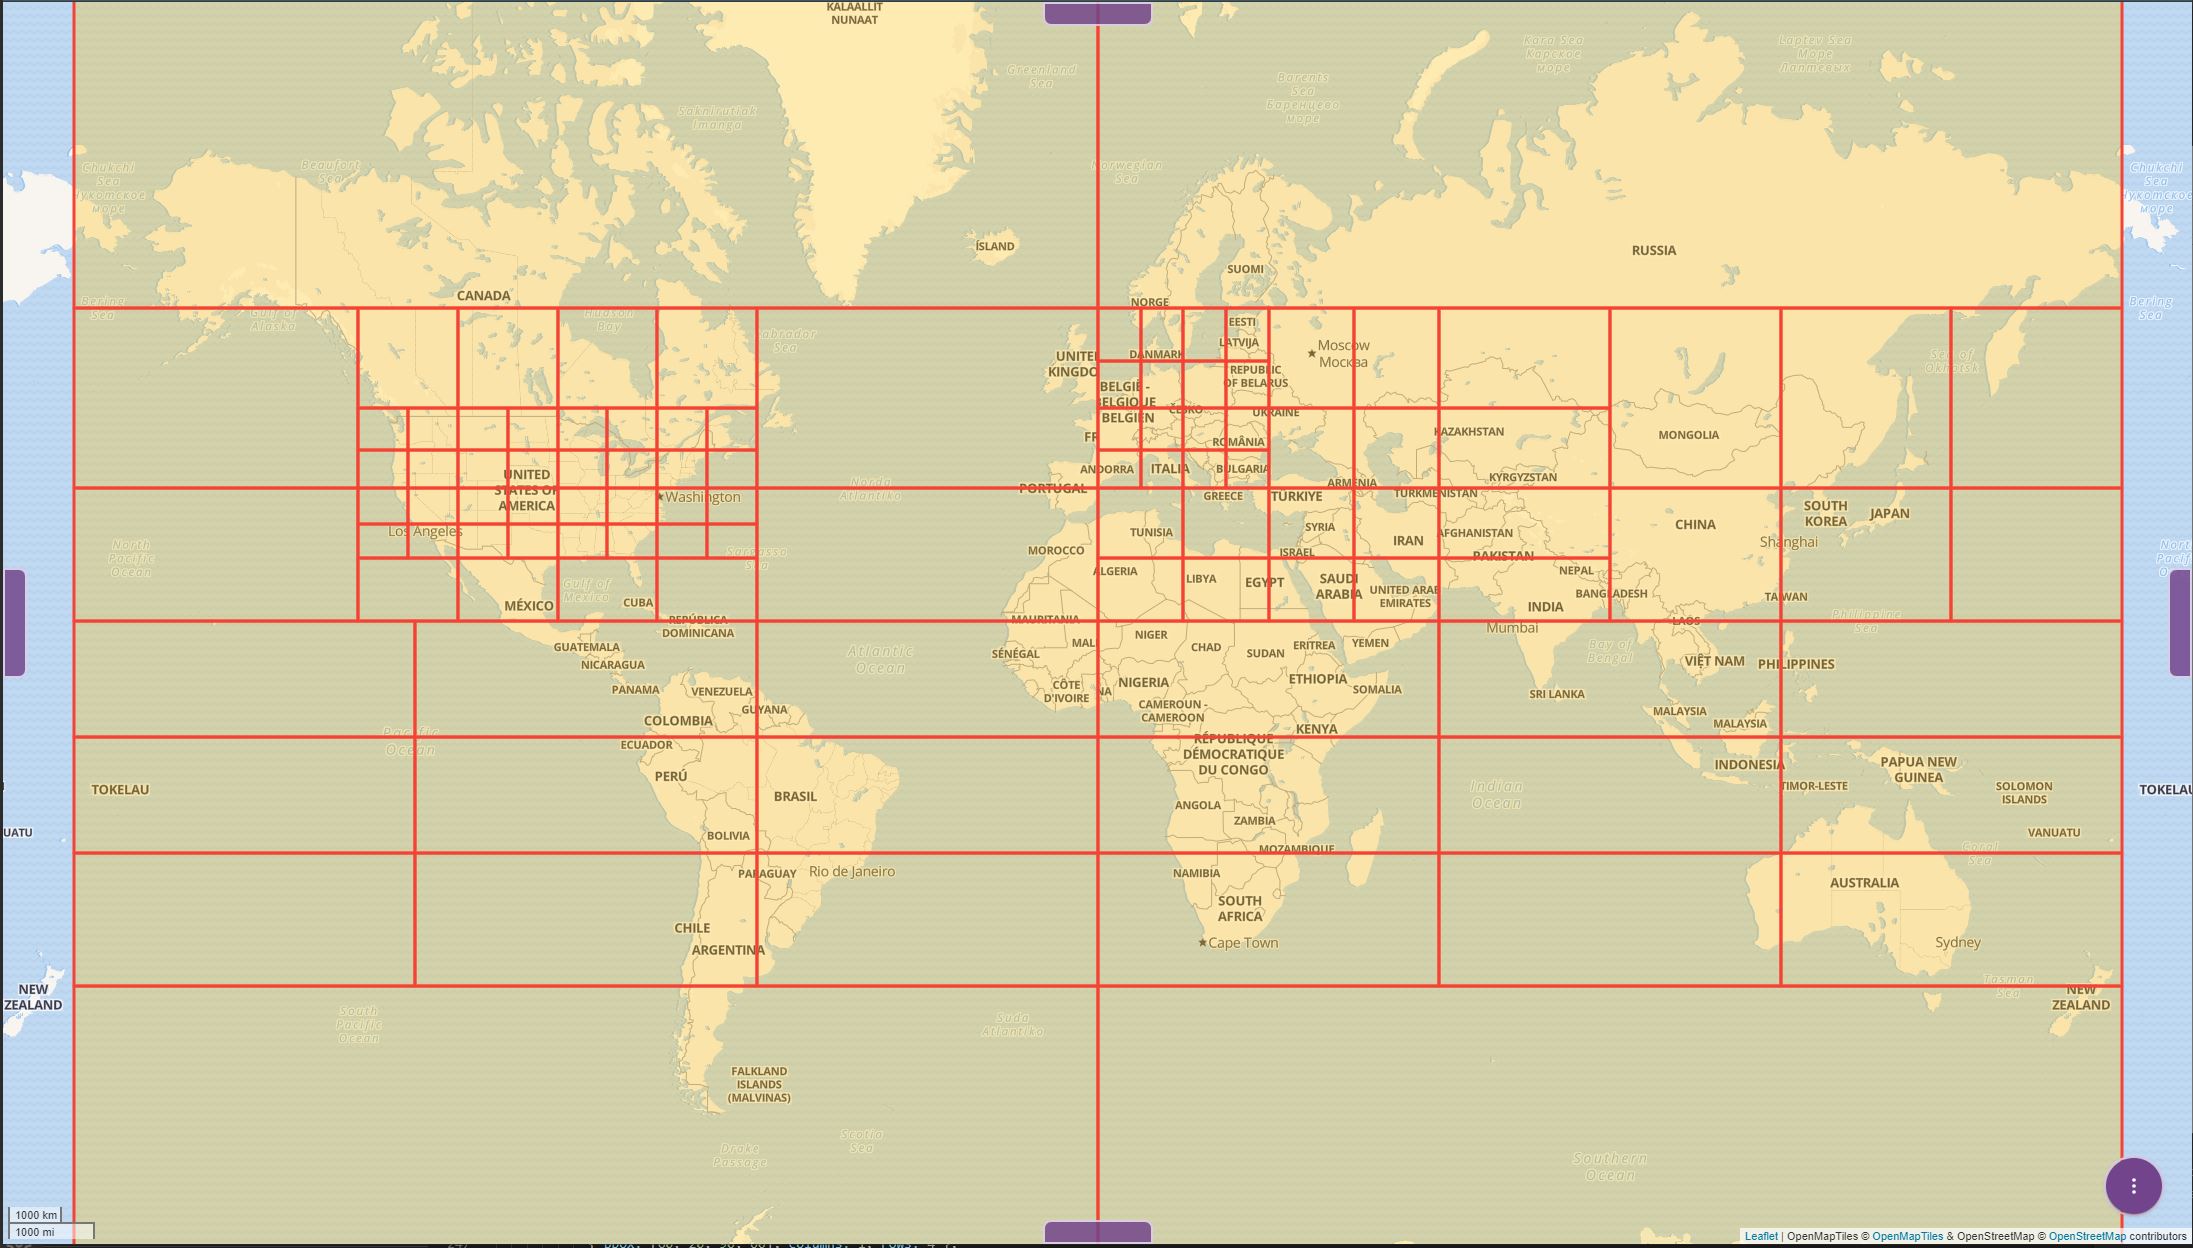 KALAALLIT
NUNAAT
Greenland
Sea
Kara Sea
Карское
море
Laptev Sea
Море
Лаптевых
Barents
Sea
Баренцево
море
Saknirutiak
Imanga
Chukchi
Sea
Чукотское
море
Beaufort
Sea
Norwegian
Sea
Chukchi
Sea
Чукотское
море
ÍSLAND
RUSSIA
SUOMI
CANADA
NORGE
Bering
Sea
Gulf of
Alaska
Hudson
Bay
Labrador
Sea
Bering
Sea
EESTI
LATVIJA
Moscow
Москва
DANMARK
UNITED
KINGDO
REPUBLIC
OF BELARUS
Sea of
Okhotsk
BELGIË -
BELGIQUE
BELGIEN
ČESKO
UKRAINE
FR
ROMÂNIA
KAZAKHSTAN
MONGOLIA
ANDORRA
ITALIA
BULGARIA
ARMENIA
KYRGYZSTAN
UNITED
STATES OF
AMERICA
Washington
Norda
Atlantiko
PORTUGAL
GREECE
TÜRKIYE
TURKMENISTAN
SOUTH
KOREA
JAPAN
Los Angeles
TUNISIA
SYRIA
IRAN
AFGHANISTAN
CHINA
Shanghai
North
Pacific
Ocean
Sargasso
Sea
MOROCCO
ISRAEL
PAKISTAN
ALGERIA
LIBYA
EGYPT
SAUDI
ARABIA
UNITED ARAB
EMIRATES
NEPAL
BANGLADESH
TAIWAN
Gulf of
Mexico
MÉXICO
CUBA
INDIA
REPÚBLICA
DOMINICANA
MAURITANIA
Mumbai
LAOS
Philippine
Sea
GUATEMALA
NICARAGUA
Atlantic
Ocean
SÉNÉGAL
MALI
NIGER
CHAD
SUDAN
ERITREA
YEMEN
Bay of
Bengal
VIỆT NAM
PHILIPPINES
PANAMA
VENEZUELA
CÔTE
D'IVOIRE
NA
NIGERIA
ETHIOPIA
SOMALIA
SRI LANKA
COLOMBIA
GUYANA
CAMEROUN -
CAMEROON
KENYA
MALAYSIA
MALAYSIA
Pacific
Ocean
ECUADOR
RÉPUBLIQUE
DÉMOCRATIQUE
DU CONGO
PERÚ
INDONESIA
PAPUA NEW
GUINEA
TOKELAU
BRASIL
Indian
Ocean
TIMOR-LESTE
SOLOMON
ISLANDS
TOKELAU
ANGOLA
ZAMBIA
UATU
BOLIVIA
VANUATU
MOZAMBIQUE
Coral
Sea
PARAGUAY
Rio de Janeiro
NAMIBIA
AUSTRALIA
SOUTH
AFRICA
CHILE
ARGENTINA
Cape Town
Sydney
NEW
ZEALAND
Tasman
Sea
NEW
ZEALAND
South
Pacific
Ocean
Suda
Atlantiko
FALKLAND
ISLANDS
(MALVINAS)
Scotia
Sea
Drake
Passage
Southern
Ocean
1000 km
1000 mi
Leaflet | OpenMapTiles © OpenMapTiles & OpenStreetMap © OpenStreetMap contributors